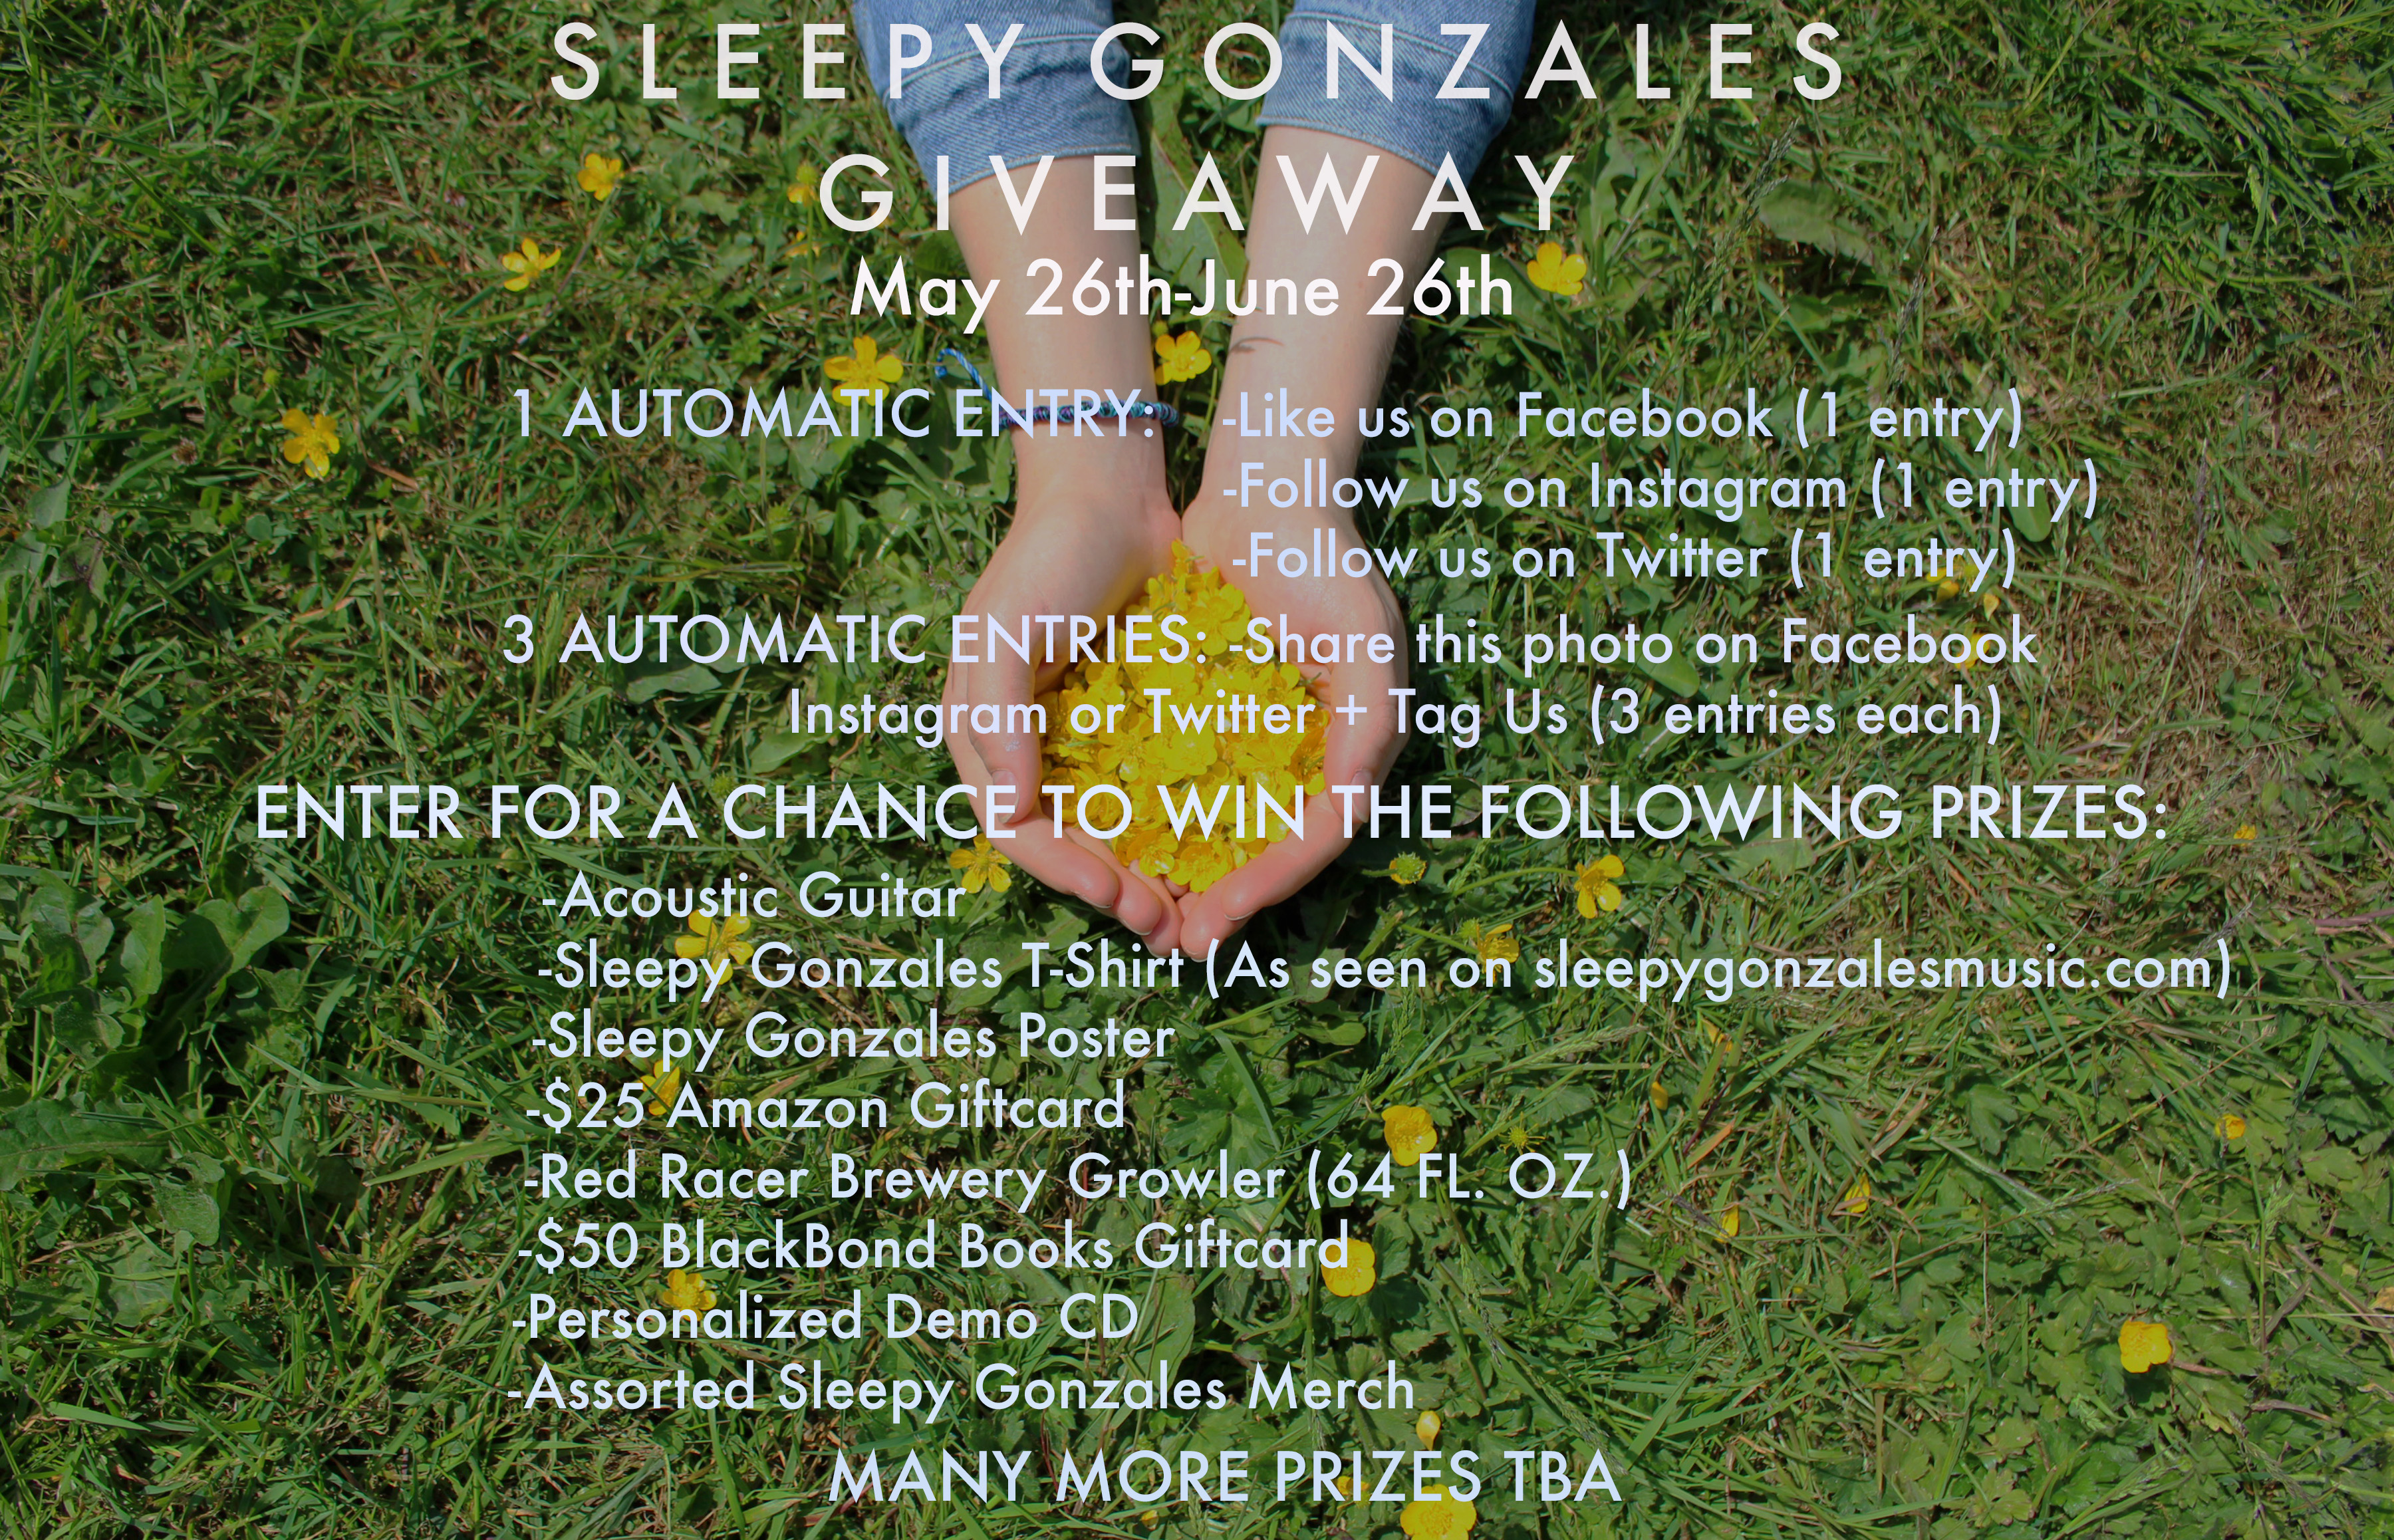 SLEEPY GONZALES
GIVEAWAY
May 26th-June 26th
1 AUTOMATIC ENTRY: -Like us on Facebook (1 entry)
-Follow us on Instagram (1 entry)
-Follow us on Twitter (1 entry)
3 AUTOMATIC ENTRIES: -Share this photo on Facebook
Instagram or Twitter + Tag Us (3 entries each)
ENTER FOR A CHANCE TO WIN THE FOLLOWING PRIZES:
-Acoustic Guitar
-Sleepy Gonzales T-Shirt (As seen on sleepygonzalesmusic.com)
-Sleepy Gonzales Poster
-$25 Amazon Giftcard
-Red Racer Brewery Growler (64 FL. OZ.)
-$50 BlackBond Books Giftcard
-Personalized Demo CD
-Assorted Sleepy Gonzales Merch
MANY MORE PRIZES TBA